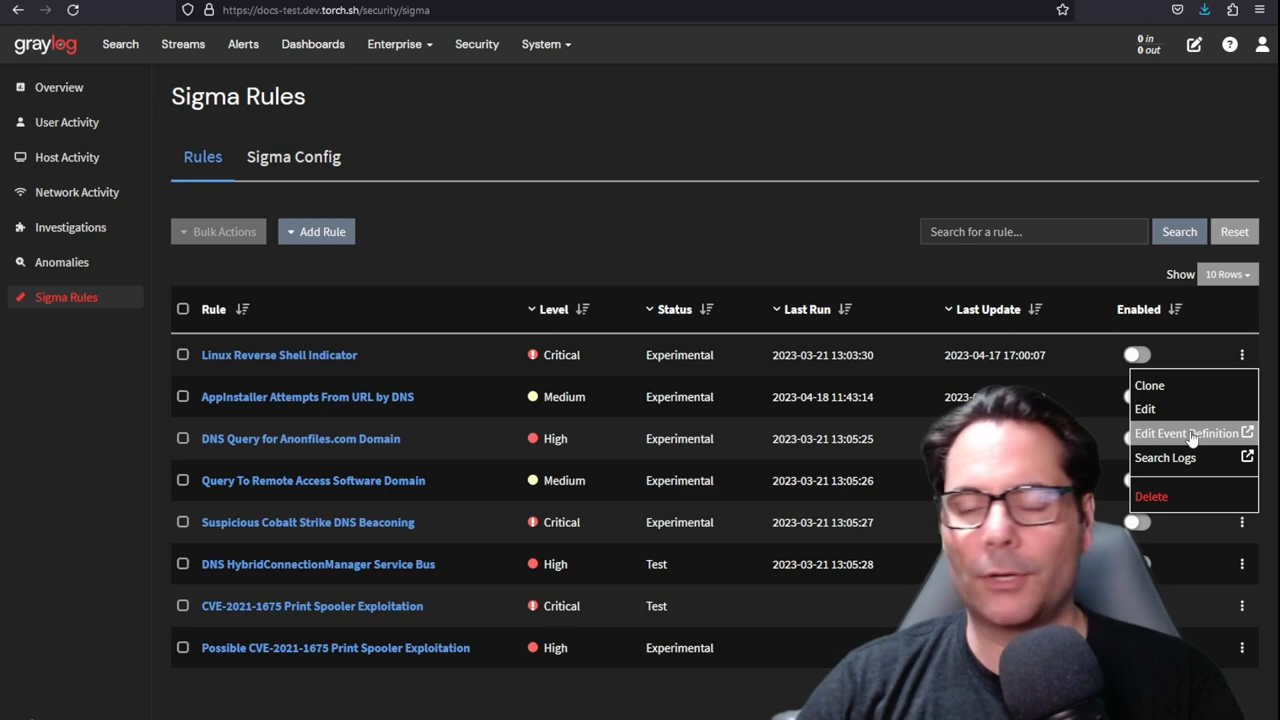 https://docs-test.dev.torch.sh/security/sigma
graylog Search Streams Alerts Dashboards Enterprise Security System 0 in
0 out
Overview
User Activity
Host Activity
Network Activity
Investigations
Anomalies
Sigma Rules
Sigma Rules
Rules Sigma Config
Bulk Actions Add Rule Search for a rule... Search Reset
Show 10 Rows
Rule Level Status Last Run Last Update Enabled
Linux Reverse Shell Indicator Critical Experimental 2023-03-21 13:03:30 2023-04-17 17:00:07
AppInstaller Attempts From URL by DNS Medium Experimental 2023-04-18 11:43:14
DNS Query for Anonfiles.com Domain High Experimental 2023-03-21 13:05:25
Query To Remote Access Software Domain Medium Experimental 2023-03-21 13:05:26
Suspicious Cobalt Strike DNS Beaconing Critical Experimental 2023-03-21 13:05:27
DNS HybridConnectionManager Service Bus High Test 2023-03-21 13:05:28
CVE-2021-1675 Print Spooler Exploitation Critical Test
Possible CVE-2021-1675 Print Spooler Exploitation High Experimental
Clone
Edit
Edit Event Definition
Search Logs
Delete